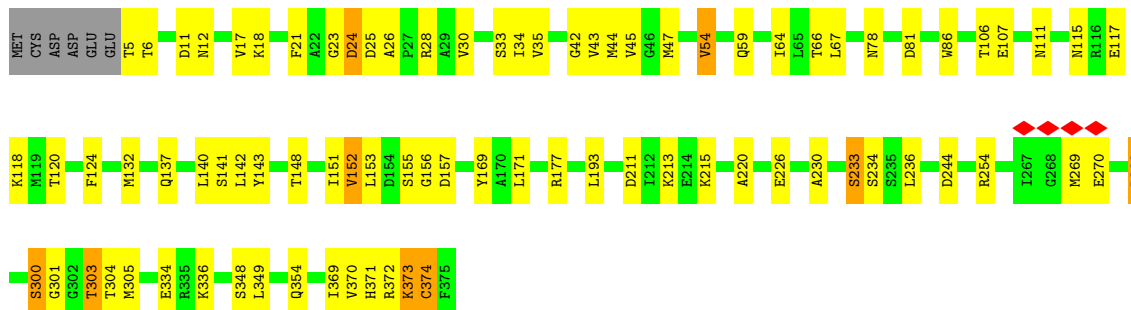 MET CYS ASP ASP GLU GLU T5 T6 D11 N12 V17 K18 F21 A22 G23 D24 D25 A26 P27 R28 A29 V30 S33 I34 V35 G42 V43 M44 V45 G46 M47 V54 Q59 I64 L65 T66 L67 N78 D81 W86 T106 E107 N111 N115 R116 E117
K118 M119 T120 F124 M132 Q137 L140 S141 L142 Y143 T148 I151 V152 L153 D154 S155 G156 D157 Y169 A170 L171 R177 L193 D211 I212 K213 E214 K215 A220 E226 A230 S233 S234 S235 L236 D244 R254 I267 G268 M269 E270
S300 G301 G302 T303 T304 M305 E334 R335 K336 S348 L349 Q354 I369 V370 H371 R372 K373 C374 F375